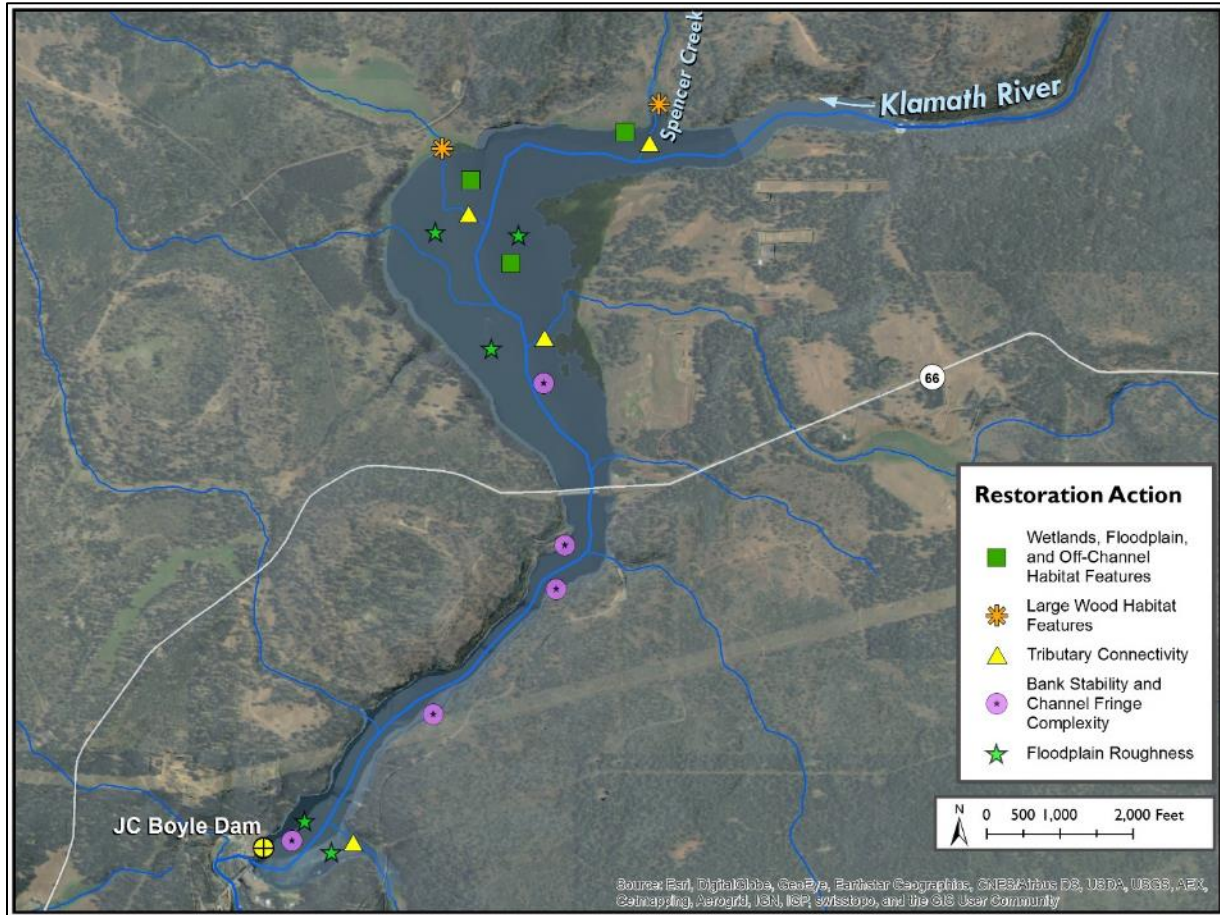 Spencer Creek
Klamath River
66
JC Boyle Dam
Restoration Action
Wetlands, Floodplain,
and Off-Channel
Habitat Features
Large Wood Habitat
Features
Tributary Connectivity
Bank Stability and
Channel Fringe
Complexity
Floodplain Roughness
N
0 500 1,000 2,000 Feet
Source: Esri, DigitalGlobe, GeoEye, Earthstar Geographics, CNES/Airbus DS, USDA, USGS, AEX,
Getmapping, Aerogrid, IGN, IGP, swisstopo, and the GIS User Community